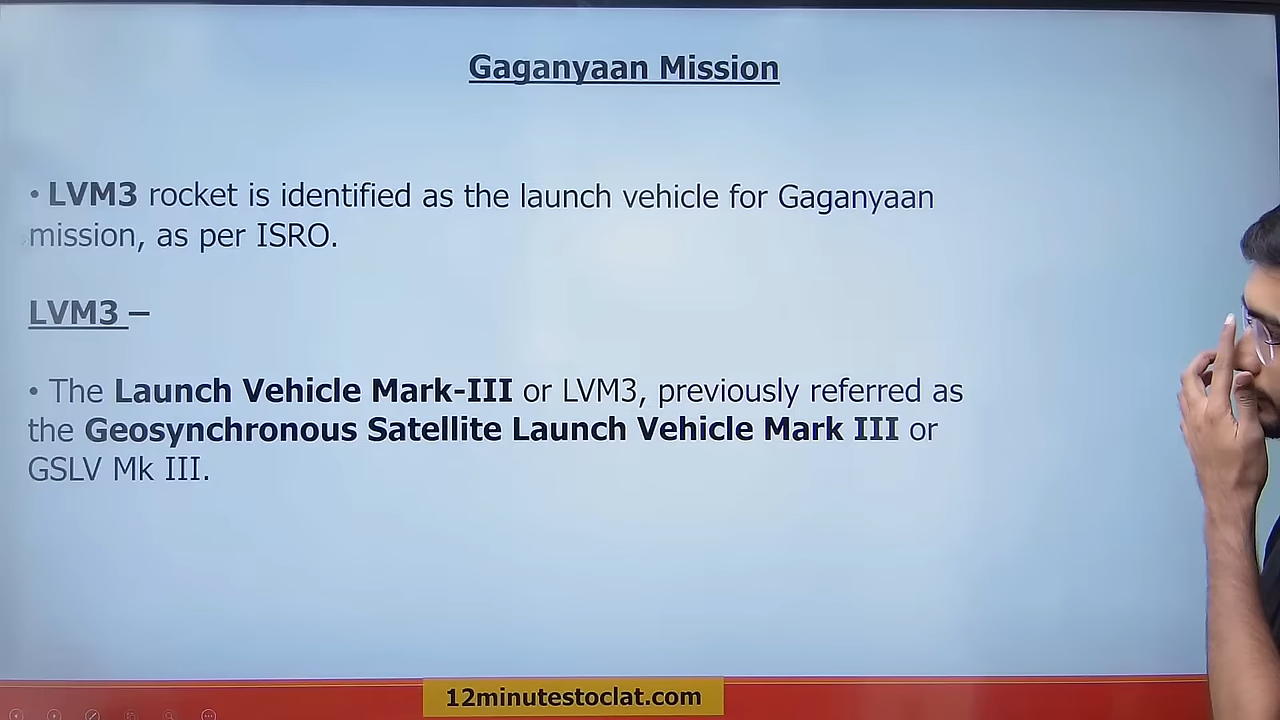 Gaganyaan Mission
• LVM3 rocket is identified as the launch vehicle for Gaganyaan
mission, as per ISRO.
LVM3 –
• The Launch Vehicle Mark-III or LVM3, previously referred as
the Geosynchronous Satellite Launch Vehicle Mark III or
GSLV Mk III.
12minutestoclat.com